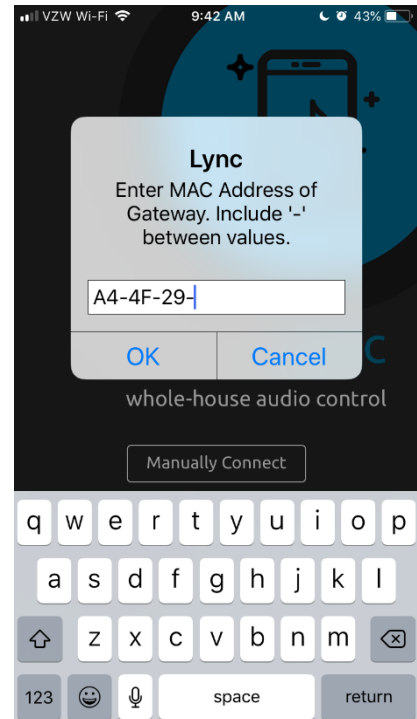 VZW Wi-Fi 9:42 AM 43%
Lync
Enter MAC Address of
Gateway. Include '-'
between values.
A4-4F-29-
OK Cancel
C
whole-house audio control
Manually Connect
q w e r t y u i o p
a s d f g h j k l
z x c v b n m
123 space return